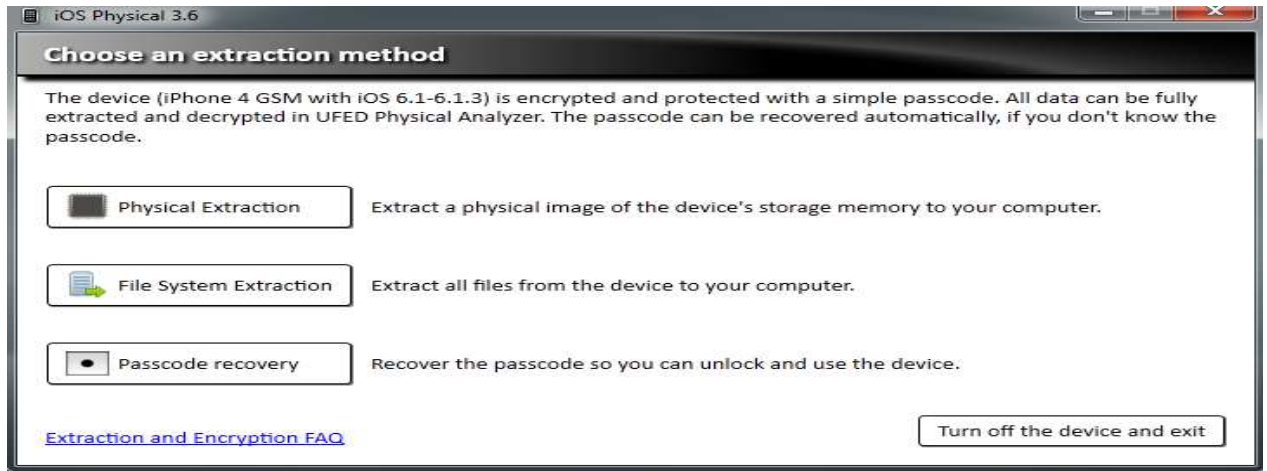 iOS Physical 3.6
Choose an extraction method
The device (iPhone 4 GSM with iOS 6.1-6.1.3) is encrypted and protected with a simple passcode. All data can be fully
extracted and decrypted in UFED Physical Analyzer. The passcode can be recovered automatically, if you don't know the
passcode.
Physical Extraction Extract a physical image of the device's storage memory to your computer.
File System Extraction Extract all files from the device to your computer.
Passcode recovery Recover the passcode so you can unlock and use the device.
Extraction and Encryption FAQ Turn off the device and exit